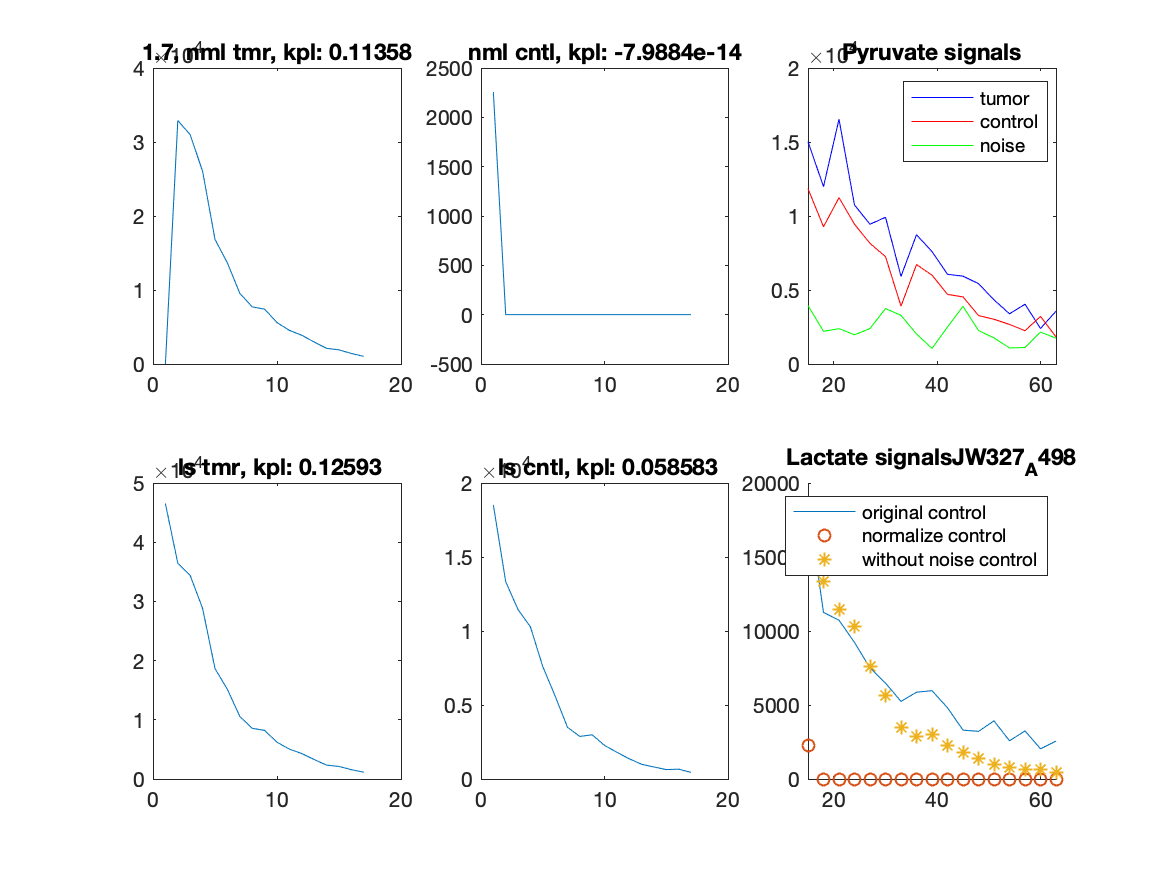 1.7, nml tmr, kpl: 0.11358
×10^4
4
3
2
1
0
0 10 20
nml cntl, kpl: -7.9884e-14
2500
2000
1500
1000
500
0
-500
0 10 20
Pyruvate signals
×10^4
2
1.5
1
0.5
0
20 40 60
tumor
control
noise
ls tmr, kpl: 0.12593
×10^4
5
4
3
2
1
0
0 10 20
ls cntl, kpl: 0.058583
×10^4
2
1.5
1
0.5
0
0 10 20
Lactate signalsJW327_A498
20000
1500
10000
5000
0
20 40 60
original control
normalize control
without noise control